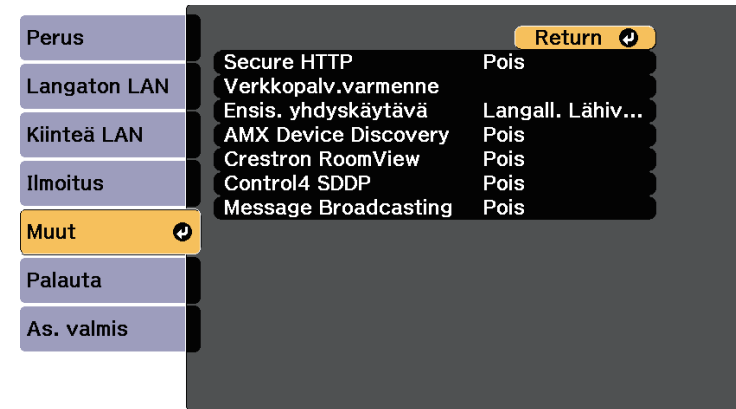 Perus
Langaton LAN
Kiinteä LAN
Ilmoitus
Muut
Palauta
As. valmis
Return
Secure HTTP Pois
Verkkopalv.varmenne
Ensis. yhdyskäytävä Langall. Lähiv...
AMX Device Discovery Pois
Crestron RoomView Pois
Control4 SDDP Pois
Message Broadcasting Pois